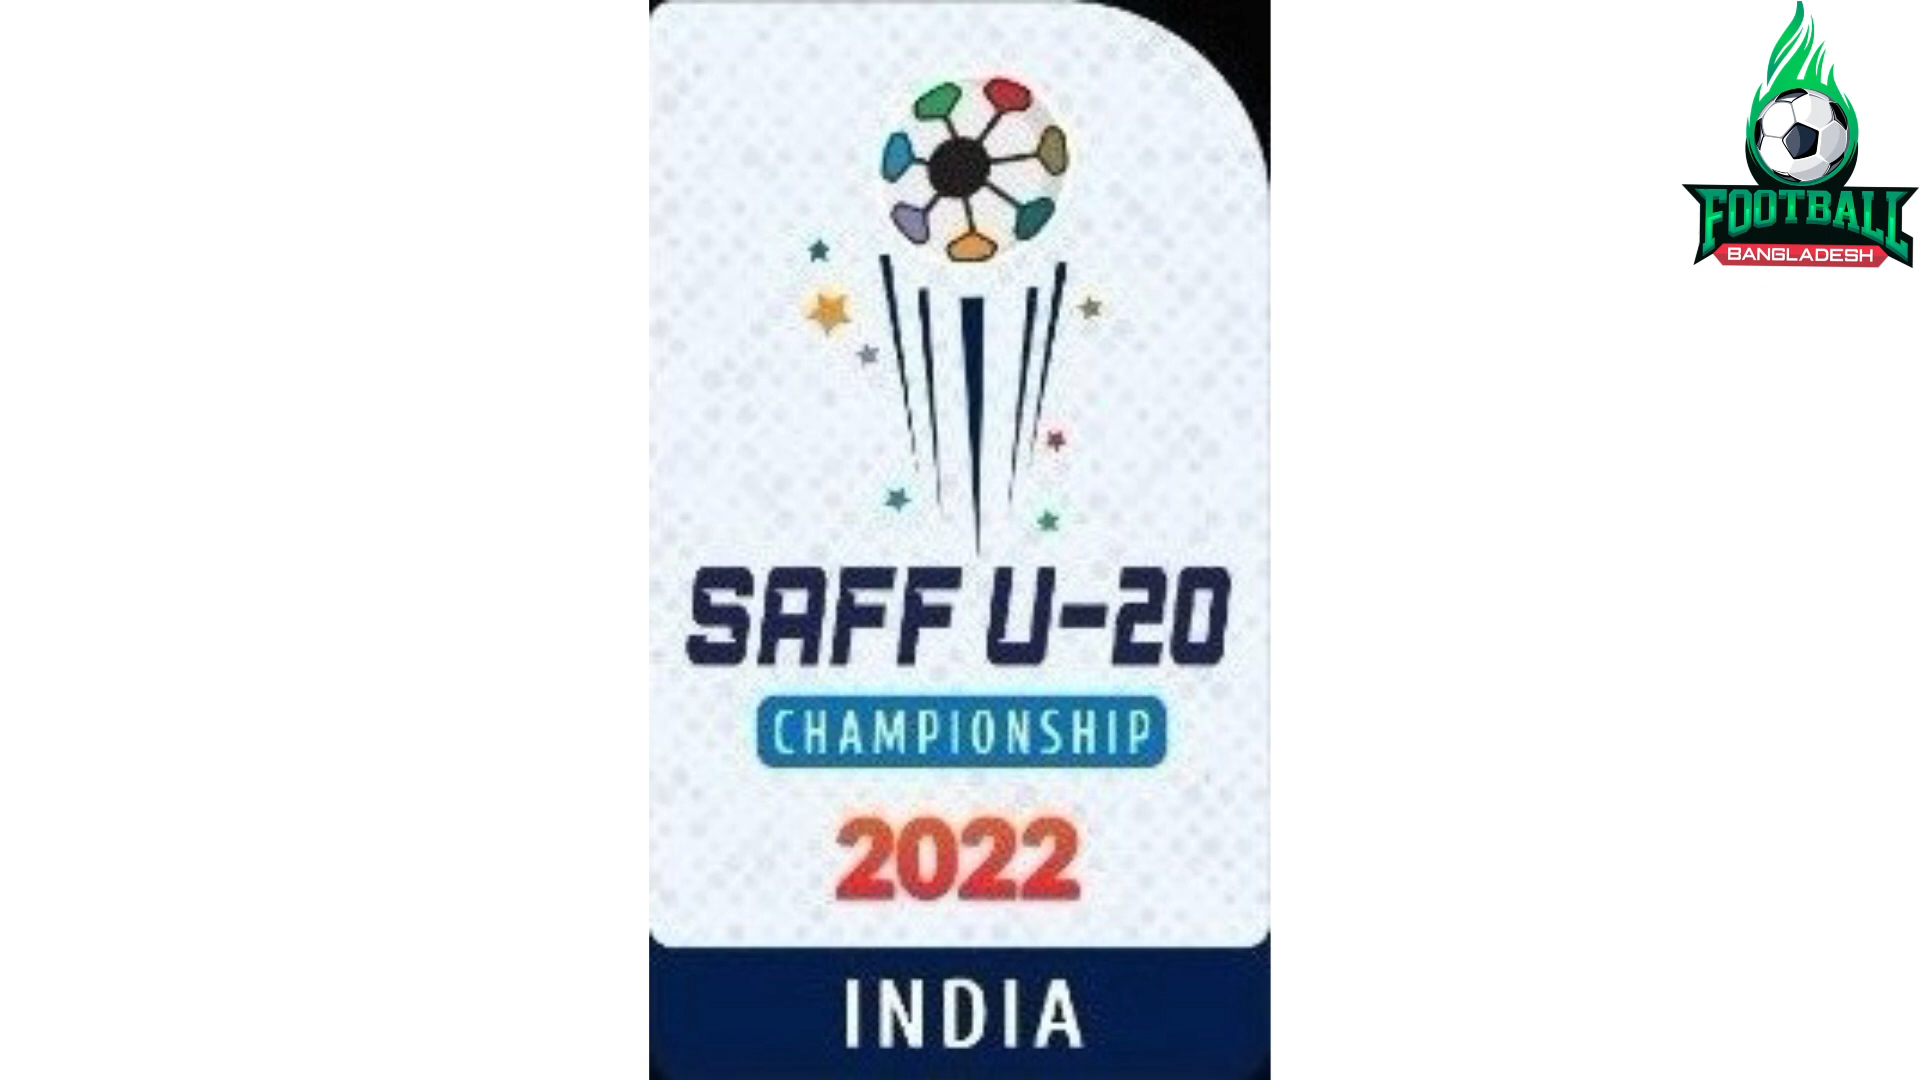 SAFF U-20
CHAMPIONSHIP
2022
INDIA
FOOTBALL
BANGLADESH